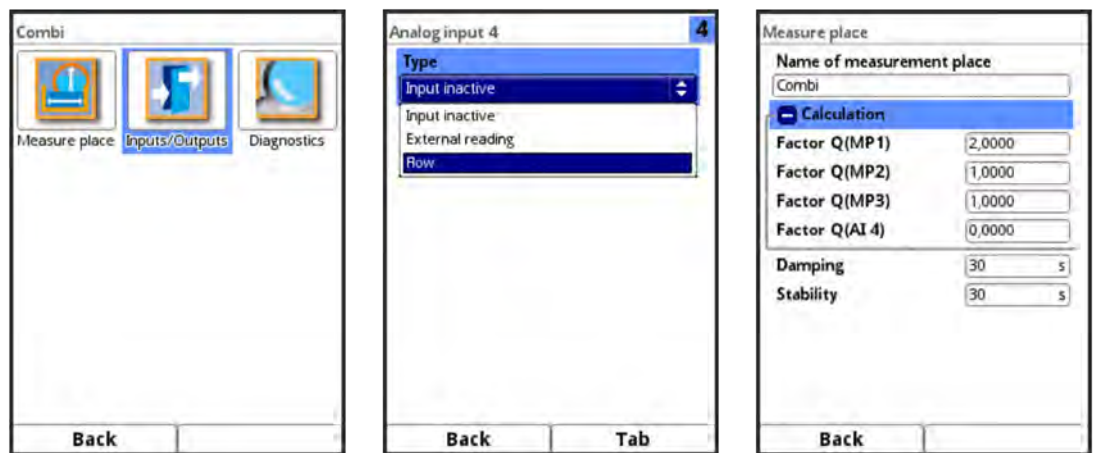 Combi
Measure place
Inputs/Outputs
Diagnostics
Back
Analog input 4
4
Type
Input inactive
Input inactive
External reading
Flow
Back
Tab
Measure place
Name of measurement place
Combi
Calculation
Factor Q(MP1)
2,0000
Factor Q(MP2)
1,0000
Factor Q(MP3)
1,0000
Factor Q(AI 4)
0,0000
Damping
30 s
Stability
30 s
Back